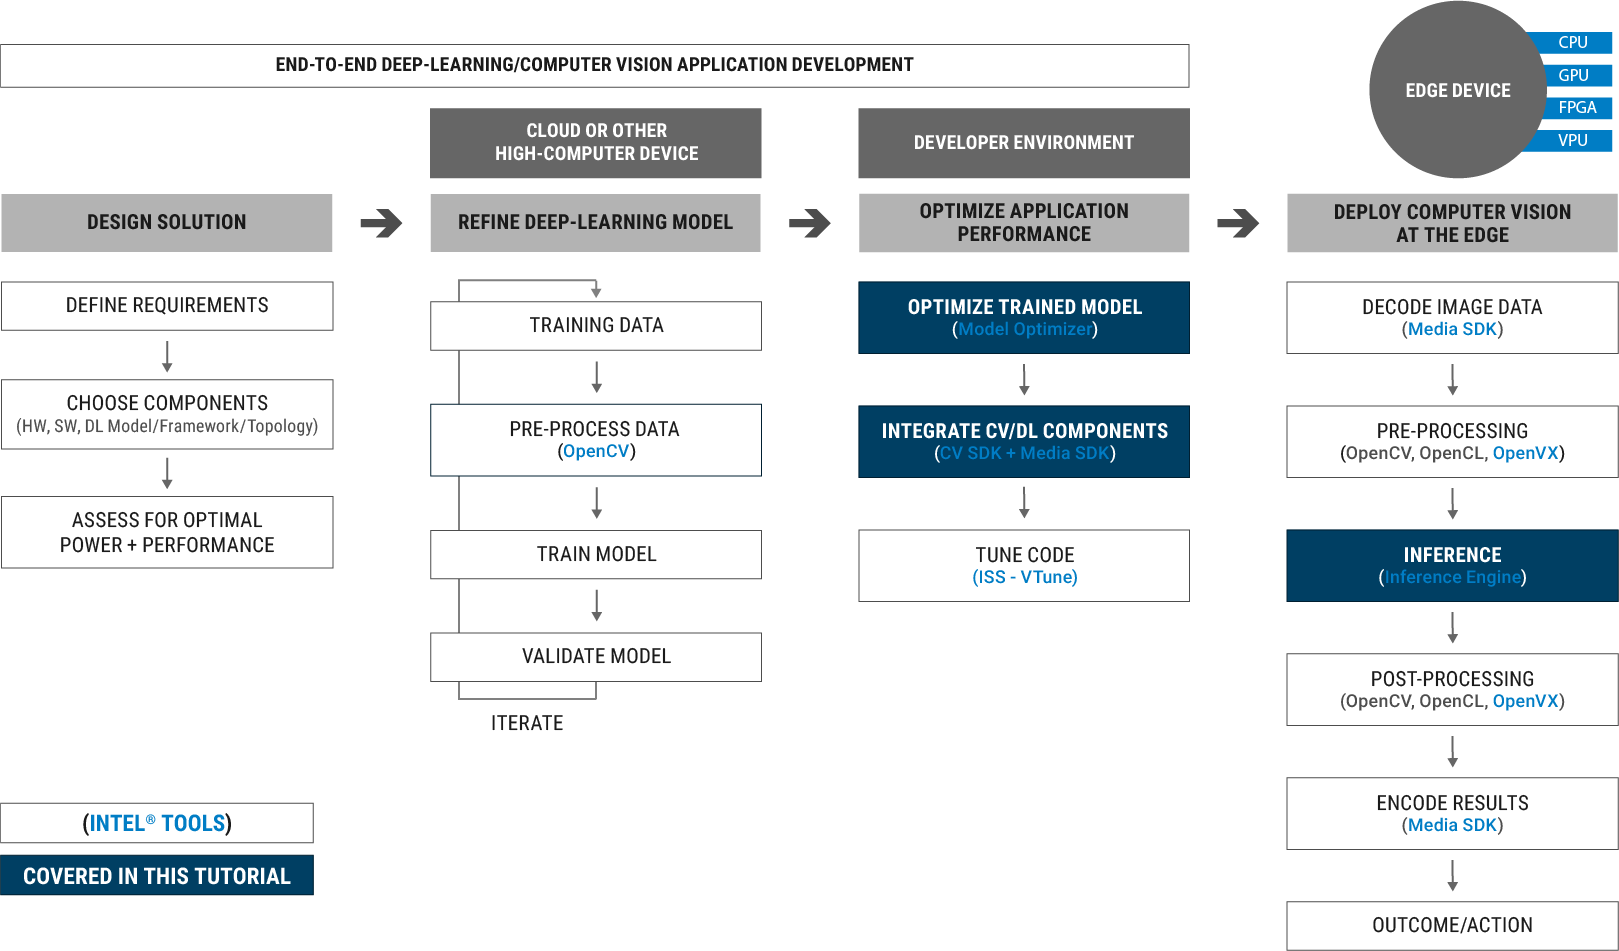 END-TO-END DEEP-LEARNING/COMPUTER VISION APPLICATION DEVELOPMENT
EDGE DEVICE
CPU
GPU
FPGA
VPU
CLOUD OR OTHER
HIGH-COMPUTER DEVICE
DEVELOPER ENVIRONMENT
DESIGN SOLUTION
REFINE DEEP-LEARNING MODEL
OPTIMIZE APPLICATION
PERFORMANCE
DEPLOY COMPUTER VISION
AT THE EDGE
DEFINE REQUIREMENTS
CHOOSE COMPONENTS
(HW, SW, DL Model/Framework/Topology)
ASSESS FOR OPTIMAL
POWER + PERFORMANCE
TRAINING DATA
PRE-PROCESS DATA
(OpenCV)
TRAIN MODEL
VALIDATE MODEL
ITERATE
OPTIMIZE TRAINED MODEL
(Model Optimizer)
INTEGRATE CV/DL COMPONENTS
(CV SDK + Media SDK)
TUNE CODE
(ISS - VTune)
DECODE IMAGE DATA
(Media SDK)
PRE-PROCESSING
(OpenCV, OpenCL, OpenVX)
INFERENCE
(Inference Engine)
POST-PROCESSING
(OpenCV, OpenCL, OpenVX)
ENCODE RESULTS
(Media SDK)
OUTCOME/ACTION
(INTEL® TOOLS)
COVERED IN THIS TUTORIAL